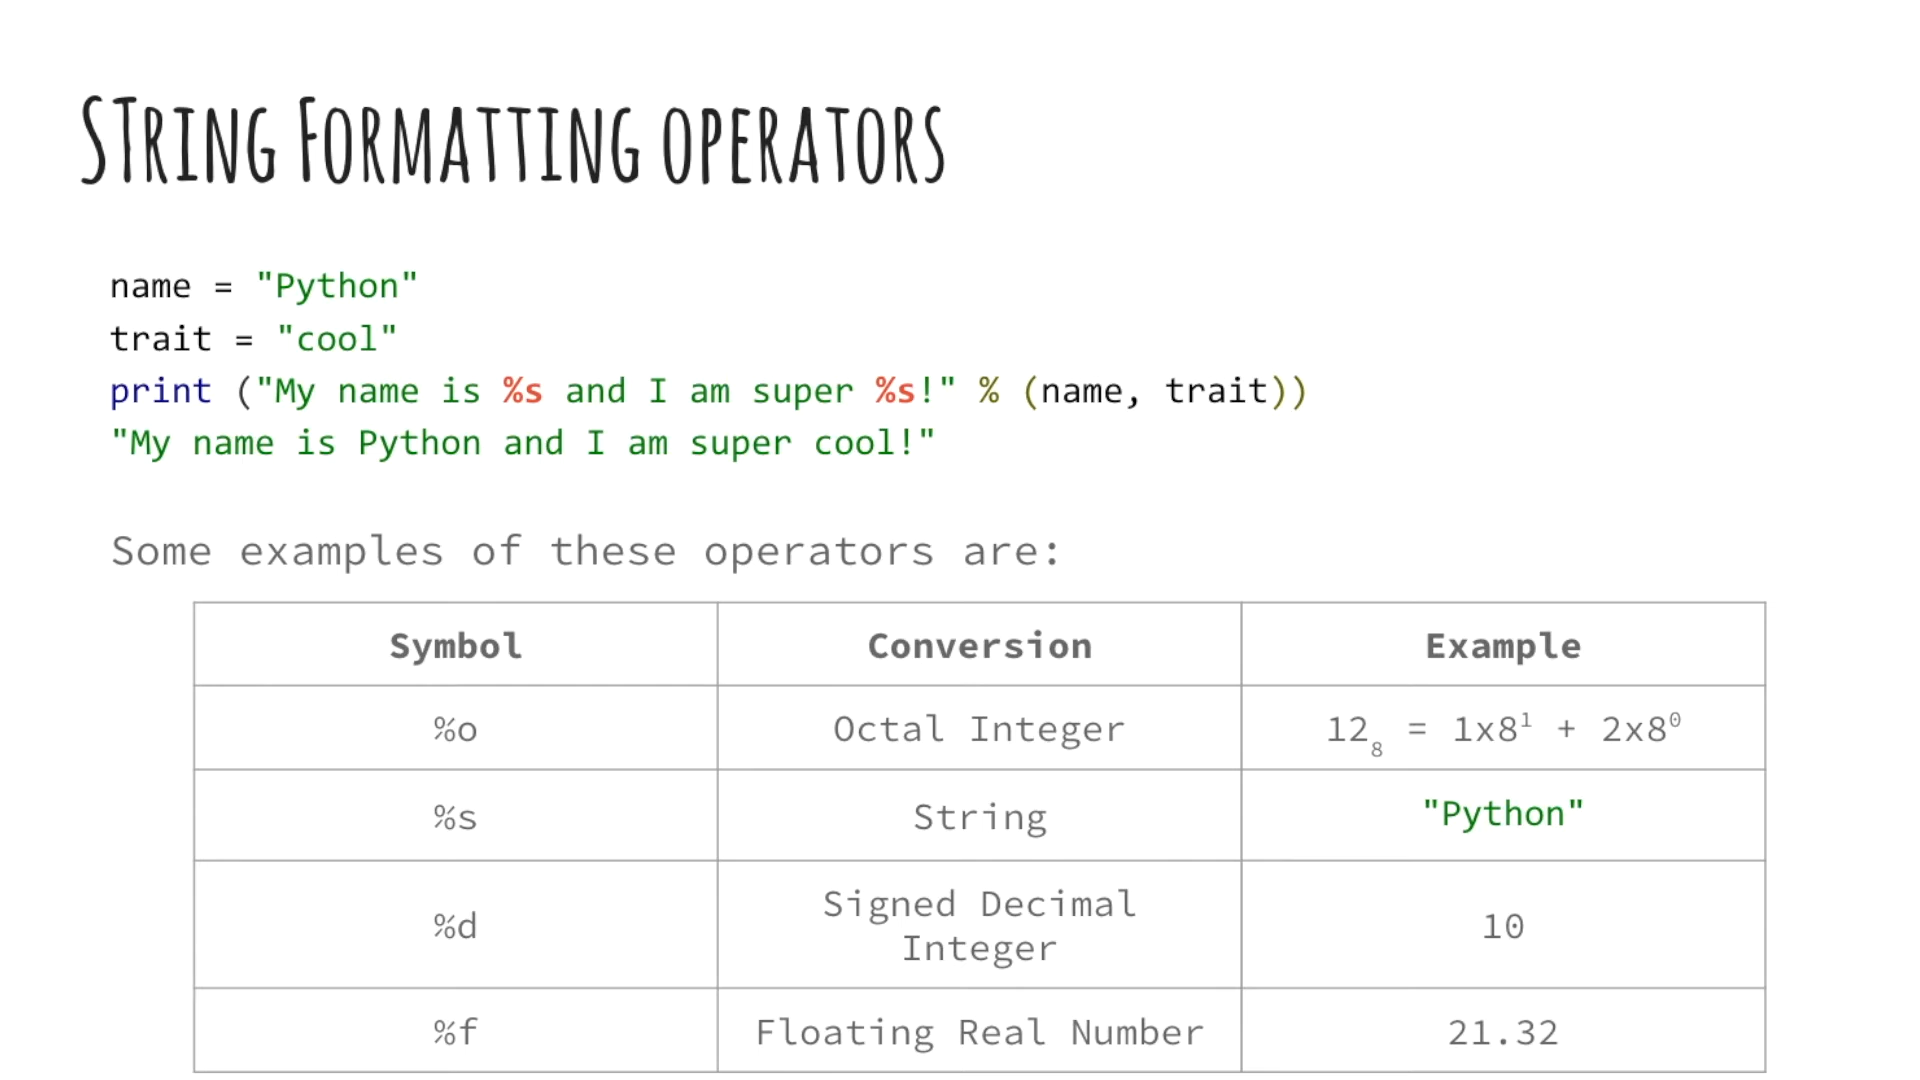 STRING FORMATTING OPERATORS
name = "Python"
trait = "cool"
print ("My name is %s and I am super %s!" % (name, trait))
"My name is Python and I am super cool!"
Some examples of these operators are:
Symbol Conversion Example
%o Octal Integer 12₈ = 1x8¹ + 2x8⁰
%s String "Python"
%d Signed Decimal Integer 10
%f Floating Real Number 21.32